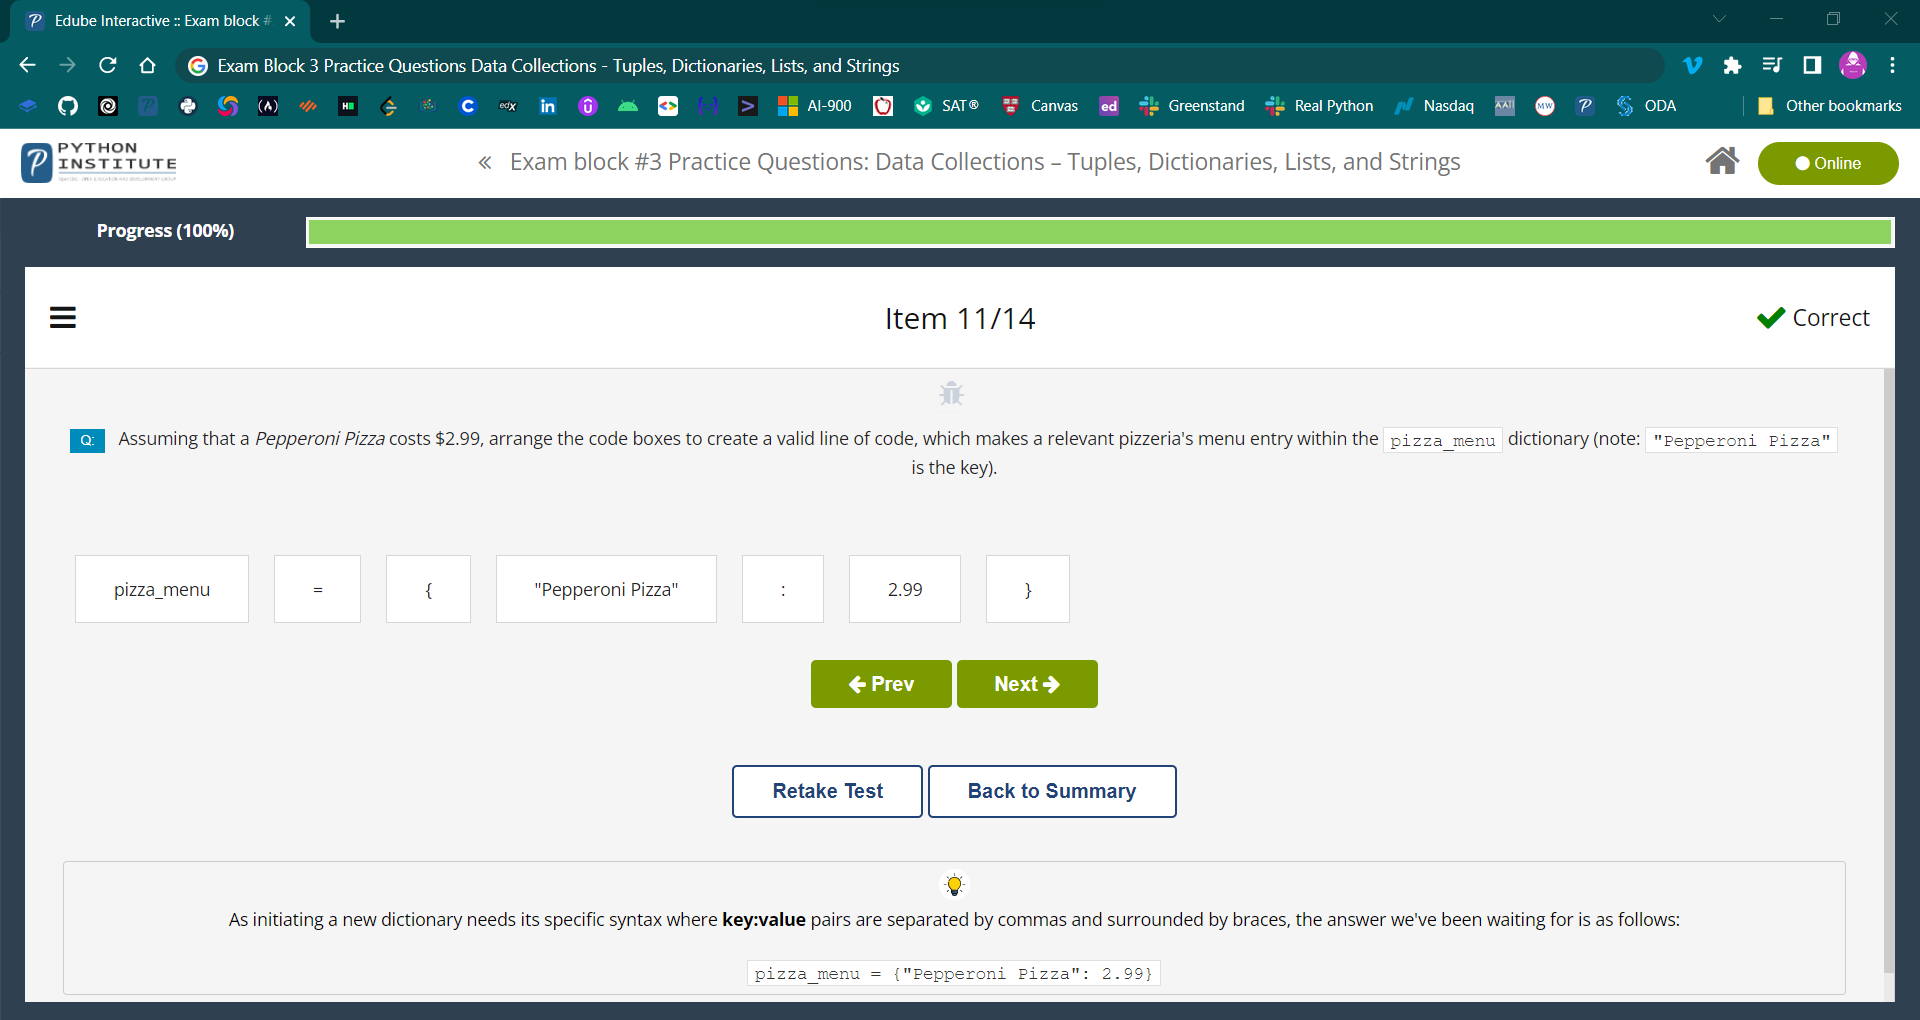 Edube Interactive :: Exam block #
Exam Block 3 Practice Questions Data Collections - Tuples, Dictionaries, Lists, and Strings
AI-900 SAT® Canvas ed Greenstand Real Python Nasdaq MW ODA Other bookmarks
PYTHON
INSTITUTE
« Exam block #3 Practice Questions: Data Collections – Tuples, Dictionaries, Lists, and Strings
Online
Progress (100%)
Item 11/14
Correct
Q: Assuming that a Pepperoni Pizza costs $2.99, arrange the code boxes to create a valid line of code, which makes a relevant pizzeria's menu entry within the pizza_menu dictionary (note: "Pepperoni Pizza"
is the key).
pizza_menu = { "Pepperoni Pizza" : 2.99 }
Prev Next
Retake Test Back to Summary
As initiating a new dictionary needs its specific syntax where key:value pairs are separated by commas and surrounded by braces, the answer we've been waiting for is as follows:
pizza_menu = {"Pepperoni Pizza": 2.99}